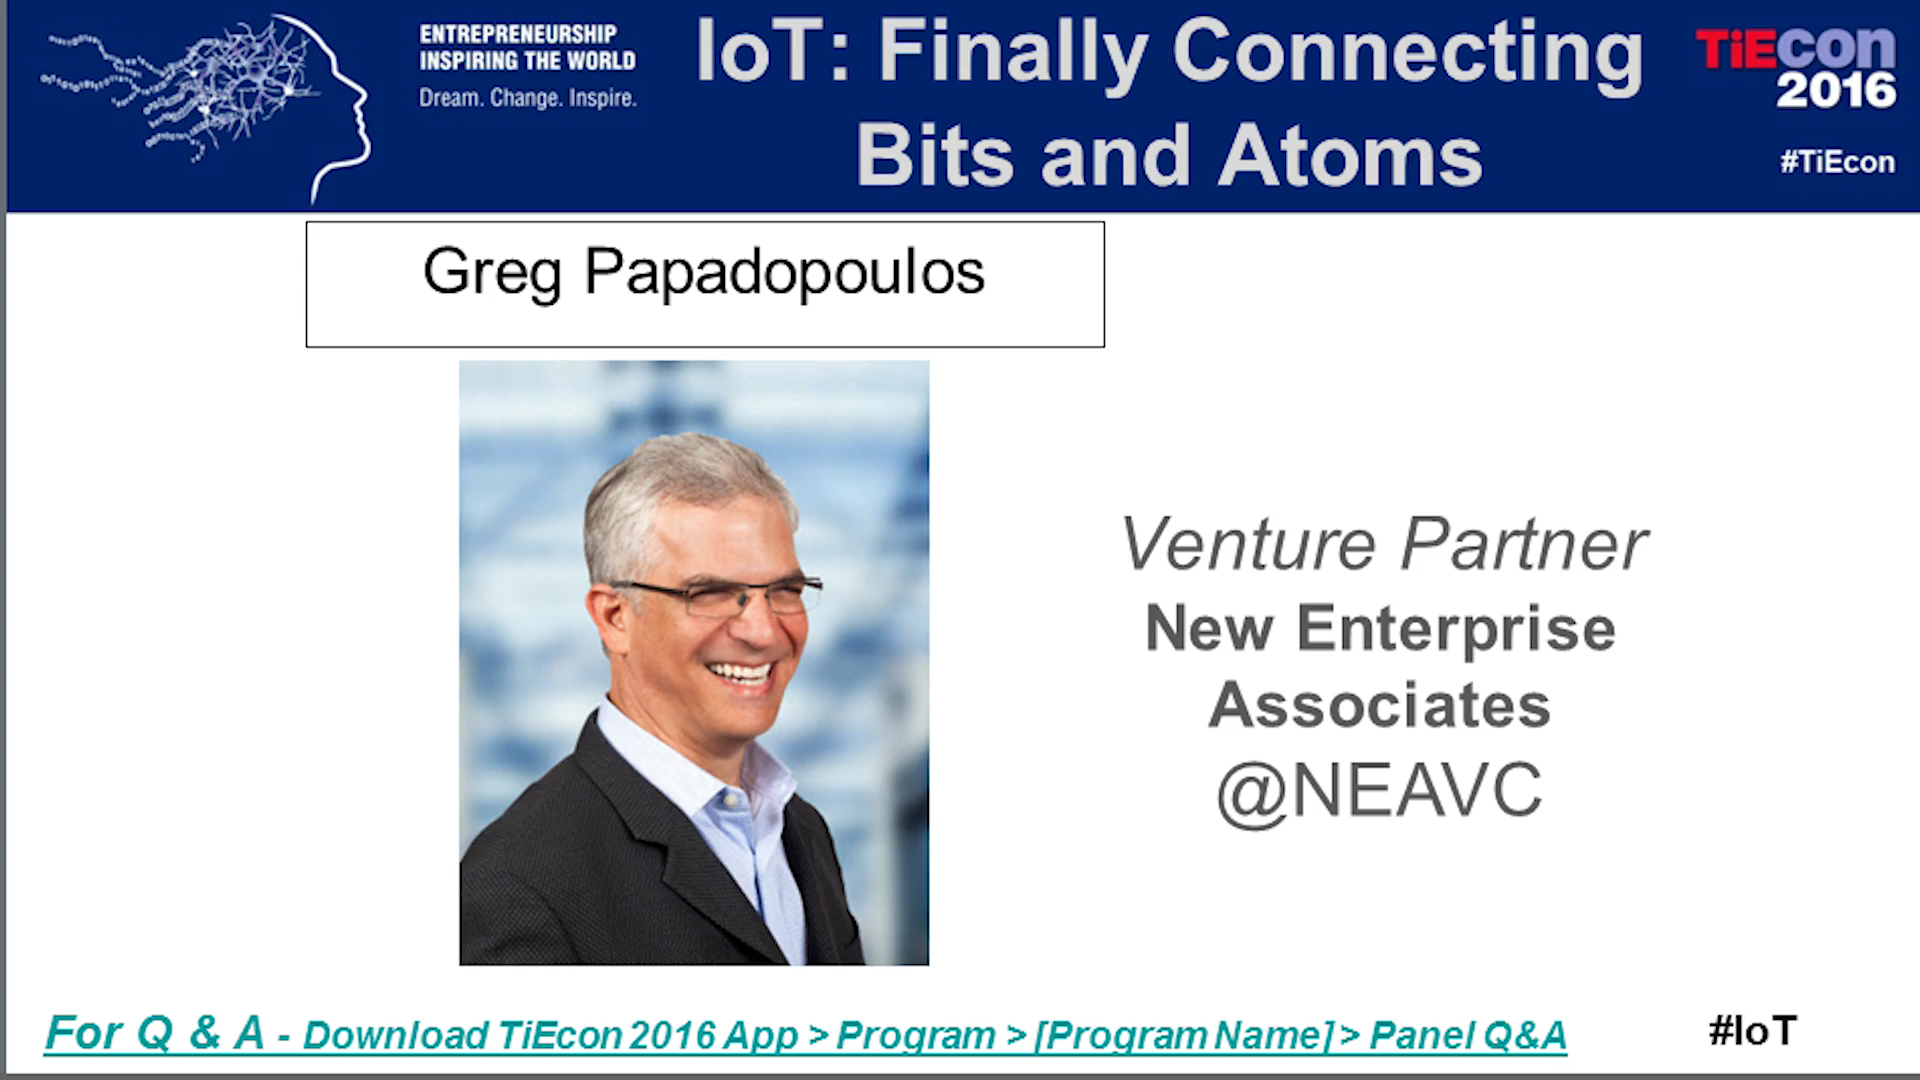 ENTREPRENEURSHIP
INSPIRING THE WORLD
Dream. Change. Inspire.
IoT: Finally Connecting
Bits and Atoms
TiEcon
2016
#TiEcon
Greg Papadopoulos
Venture Partner
New Enterprise
Associates
@NEAVC
For Q & A - Download TiEcon 2016 App > Program > [Program Name] > Panel Q&A
#IoT